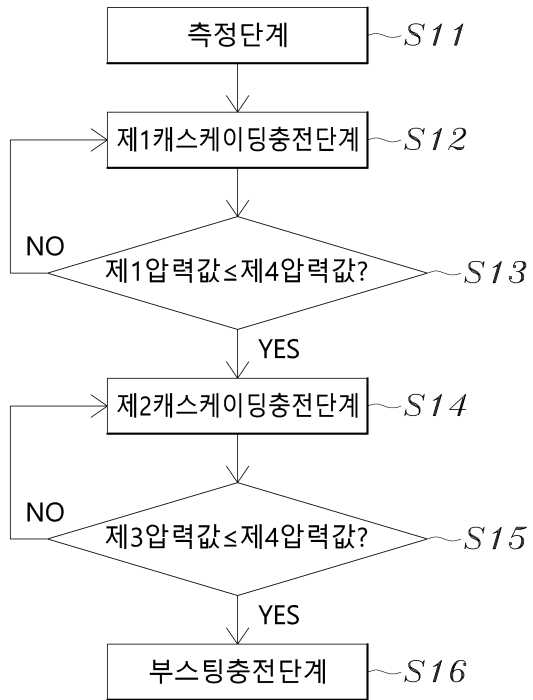 측정단계 S11
제1캐스케이딩충전단계 S12
NO
제1압력값≤제4압력값? S13
YES
제2캐스케이딩충전단계 S14
NO
제3압력값≤제4압력값? S15
YES
부스팅충전단계 S16